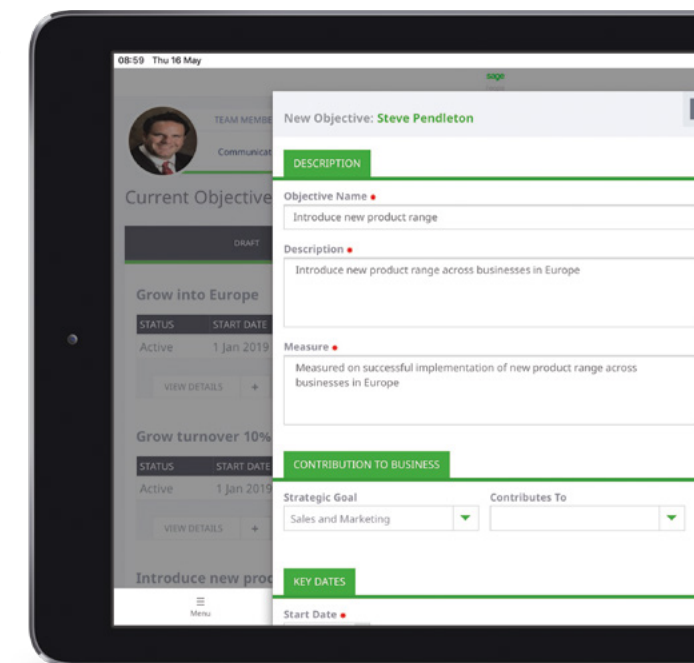 08:59 Thu 16 May
sage
TEAM MEMBE
Communicat
Current Objective
DRAFT
Grow into Europe
STATUS START DATE
Active 1 Jan 2019
VIEW DETAILS +
Grow turnover 10%
STATUS START DATE
Active 1 Jan 2019
VIEW DETAILS +
Introduce new prod
Menu
New Objective: Steve Pendleton
DESCRIPTION
Objective Name
Introduce new product range
Description
Introduce new product range across businesses in Europe
Measure
Measured on successful implementation of new product range across
businesses in Europe
CONTRIBUTION TO BUSINESS
Strategic Goal Contributes To
Sales and Marketing
KEY DATES
Start Date